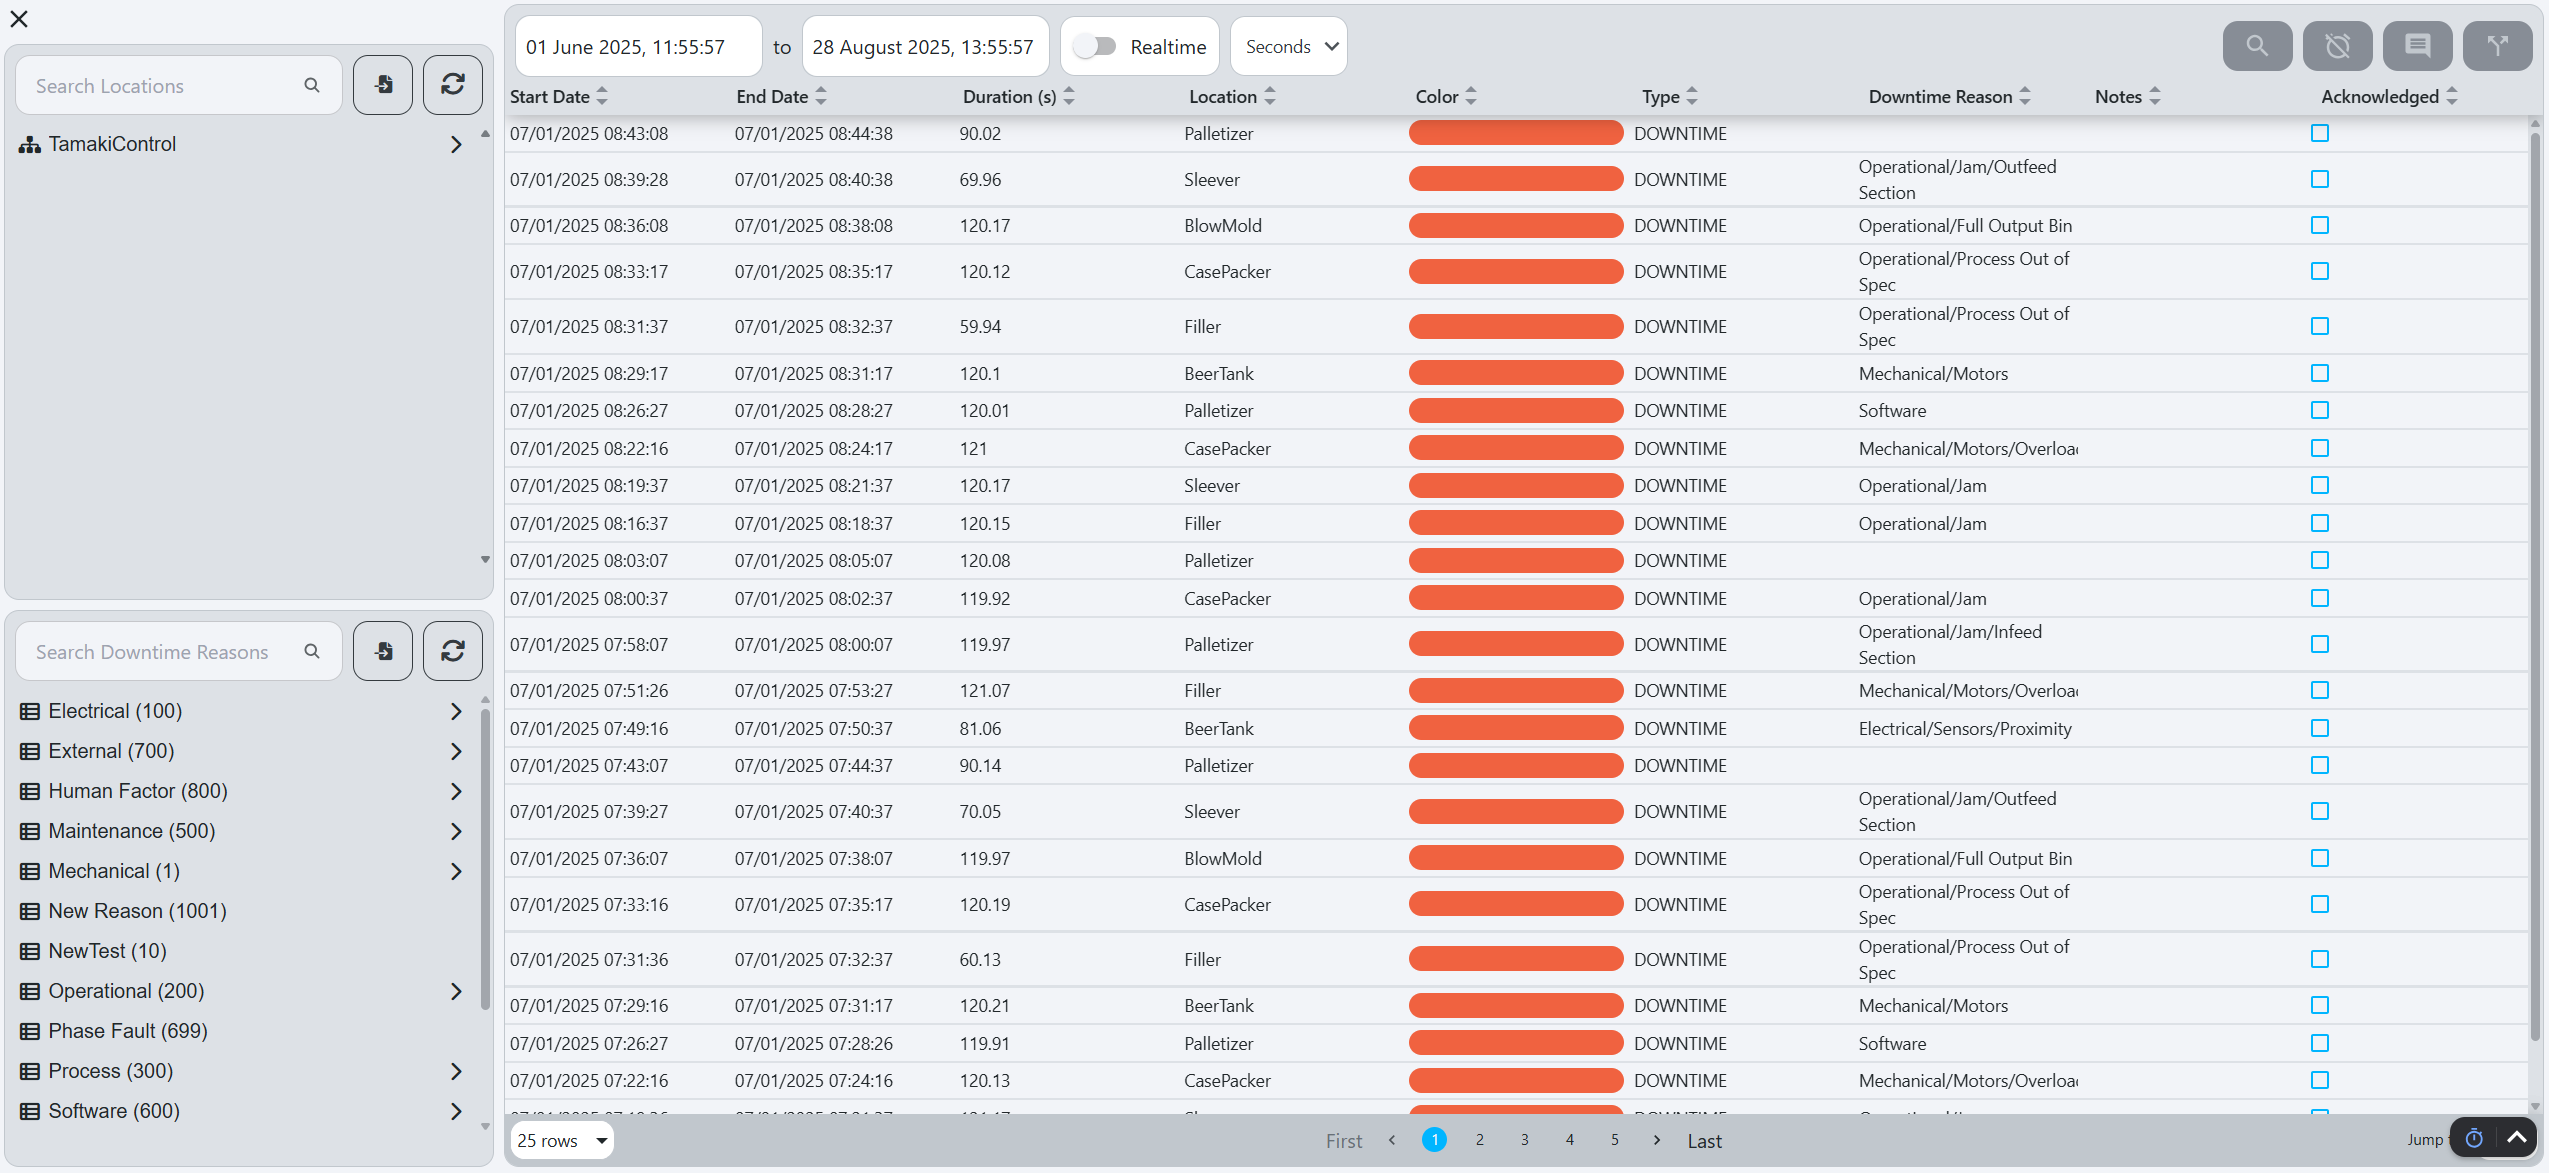 Search Locations
TamakiControl
Search Downtime Reasons
Electrical (100)
External (700)
Human Factor (800)
Maintenance (500)
Mechanical (1)
New Reason (1001)
NewTest (10)
Operational (200)
Phase Fault (699)
Process (300)
Software (600)
01 June 2025, 11:55:57 to 28 August 2025, 13:55:57 Realtime Seconds
Start Date End Date Duration (s) Location Color Type Downtime Reason Notes Acknowledged
07/01/2025 08:43:08 07/01/2025 08:44:38 90.02 Palletizer DOWNTIME
07/01/2025 08:39:28 07/01/2025 08:40:38 69.96 Sleever DOWNTIME Operational/Jam/Outfeed
Section
07/01/2025 08:36:08 07/01/2025 08:38:08 120.17 BlowMold DOWNTIME Operational/Full Output Bin
07/01/2025 08:33:17 07/01/2025 08:35:17 120.12 CasePacker DOWNTIME Operational/Process Out of
Spec
07/01/2025 08:31:37 07/01/2025 08:32:37 59.94 Filler DOWNTIME Operational/Process Out of
Spec
07/01/2025 08:29:17 07/01/2025 08:31:17 120.1 BeerTank DOWNTIME Mechanical/Motors
07/01/2025 08:26:27 07/01/2025 08:28:27 120.01 Palletizer DOWNTIME Software
07/01/2025 08:22:16 07/01/2025 08:24:17 121 CasePacker DOWNTIME Mechanical/Motors/Overloa
07/01/2025 08:19:37 07/01/2025 08:21:37 120.17 Sleever DOWNTIME Operational/Jam
07/01/2025 08:16:37 07/01/2025 08:18:37 120.15 Filler DOWNTIME Operational/Jam
07/01/2025 08:03:07 07/01/2025 08:05:07 120.08 Palletizer DOWNTIME
07/01/2025 08:00:37 07/01/2025 08:02:37 119.92 CasePacker DOWNTIME Operational/Jam
07/01/2025 07:58:07 07/01/2025 08:00:07 119.97 Palletizer DOWNTIME Operational/Jam/Infeed
Section
07/01/2025 07:51:26 07/01/2025 07:53:27 121.07 Filler DOWNTIME Mechanical/Motors/Overloa
07/01/2025 07:49:16 07/01/2025 07:50:37 81.06 BeerTank DOWNTIME Electrical/Sensors/Proximity
07/01/2025 07:43:07 07/01/2025 07:44:37 90.14 Palletizer DOWNTIME
07/01/2025 07:39:27 07/01/2025 07:40:37 70.05 Sleever DOWNTIME Operational/Jam/Outfeed
Section
07/01/2025 07:36:07 07/01/2025 07:38:07 119.97 BlowMold DOWNTIME Operational/Full Output Bin
07/01/2025 07:33:16 07/01/2025 07:35:17 120.19 CasePacker DOWNTIME Operational/Process Out of
Spec
07/01/2025 07:31:36 07/01/2025 07:32:37 60.13 Filler DOWNTIME Operational/Process Out of
Spec
07/01/2025 07:29:16 07/01/2025 07:31:17 120.21 BeerTank DOWNTIME Mechanical/Motors
07/01/2025 07:26:27 07/01/2025 07:28:26 119.91 Palletizer DOWNTIME Software
07/01/2025 07:22:16 07/01/2025 07:24:16 120.13 CasePacker DOWNTIME Mechanical/Motors/Overloa
25 rows First 1 2 3 4 5 Last Jump